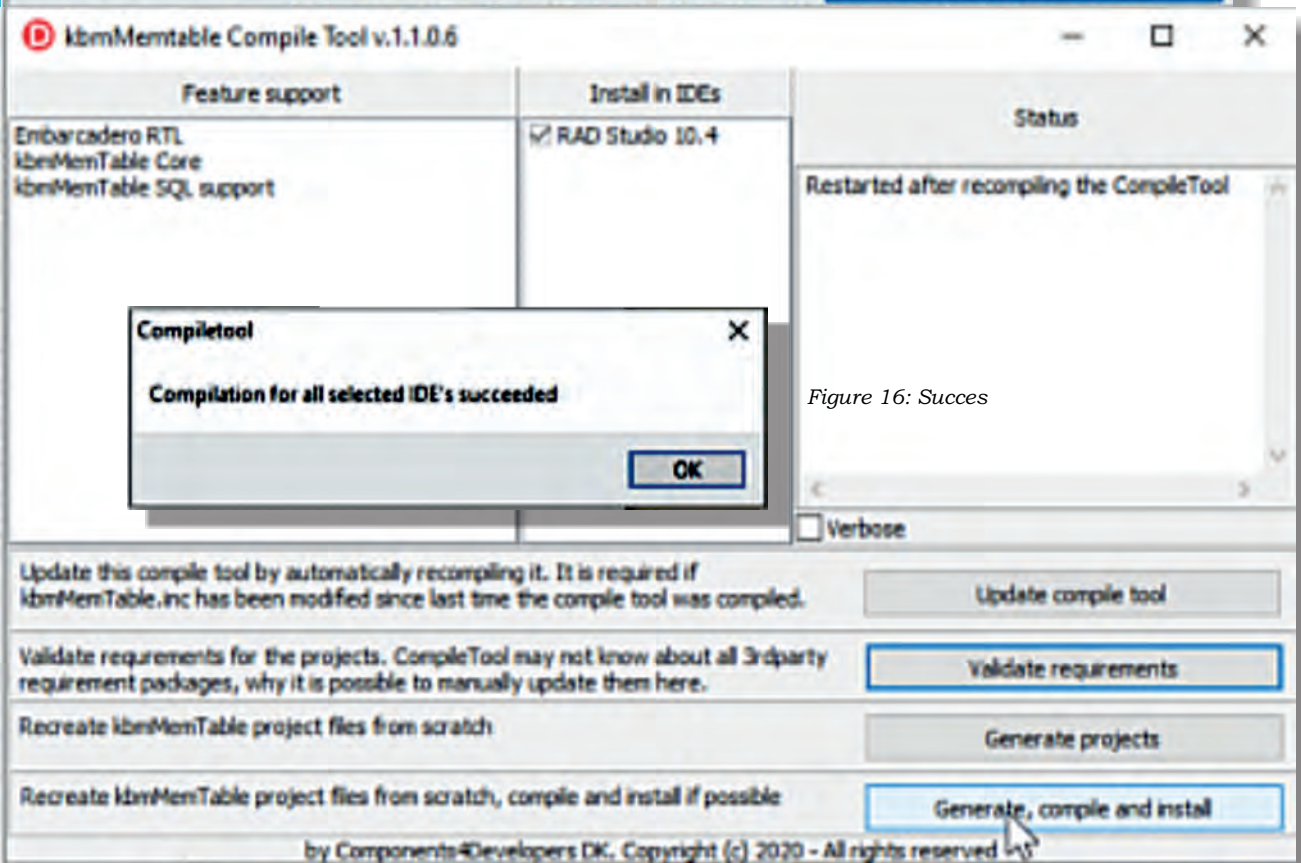 kbmMemtable Compile Tool v.1.1.0.6
Feature support
Install in IDEs
Status
Embarcadero RTL
kbmMemTable Core
kbmMemTable SQL support
RAD Studio 10.4
Restarted after recompiling the CompileTool
Compiletool
Compilation for all selected IDE's succeeded
OK
Figure 16: Succes
Verbose
Update this compile tool by automatically recompiling it. It is required if
kbmMemTable.inc has been modified since last time the compile tool was compiled.
Update compile tool
Validate requrements for the projects. CompileTool may not know about all 3rdparty
requirement packages, why it is possible to manually update them here.
Validate requirements
Recreate kbmMemTable project files from scratch
Generate projects
Recreate kbmMemTable project files from scratch, compile and install if possible
Generate, compile and install
by Components4Developers DK. Copyright (c) 2020 - All rights reserved